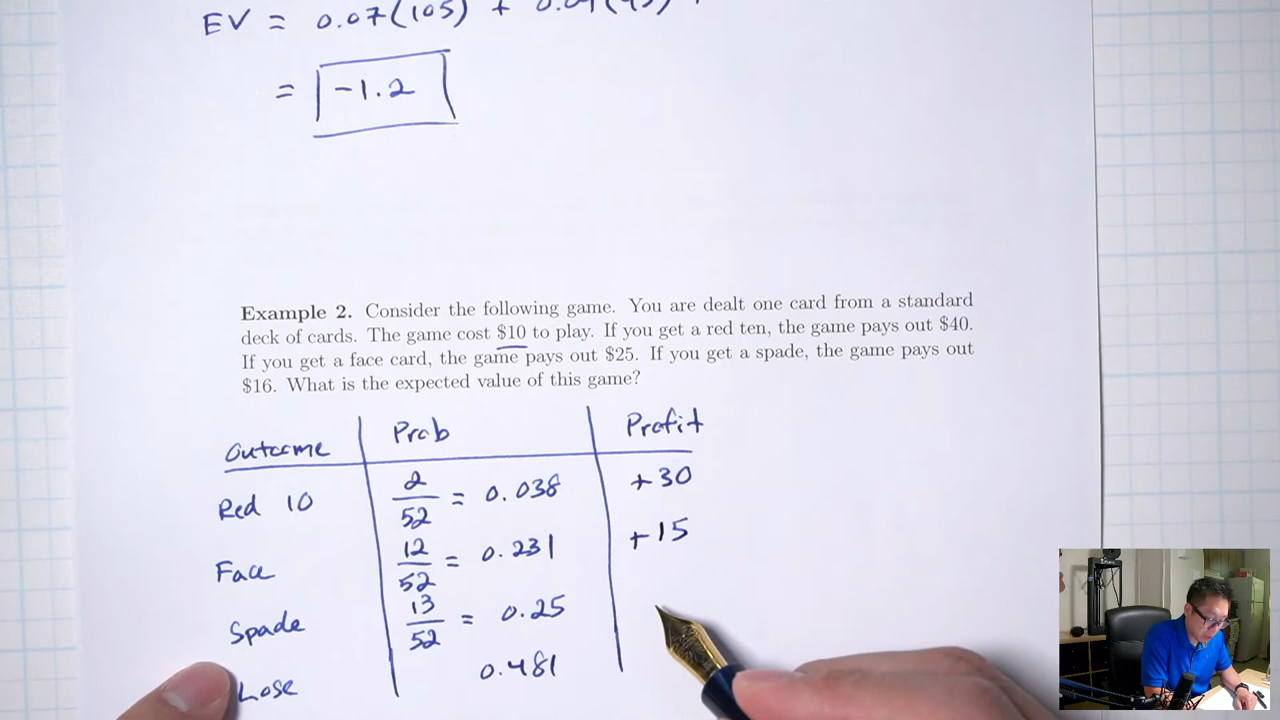 EV = 0.07(105) +
= -1.2
Example 2. Consider the following game. You are dealt one card from a standard
deck of cards. The game cost $10 to play. If you get a red ten, the game pays out $40.
If you get a face card, the game pays out $25. If you get a spade, the game pays out
$16. What is the expected value of this game?
Outcome Prob Profit
Red 10 2/52 = 0.038 +30
Face 12/52 = 0.231 +15
Spade 13/52 = 0.25
Lose 0.481